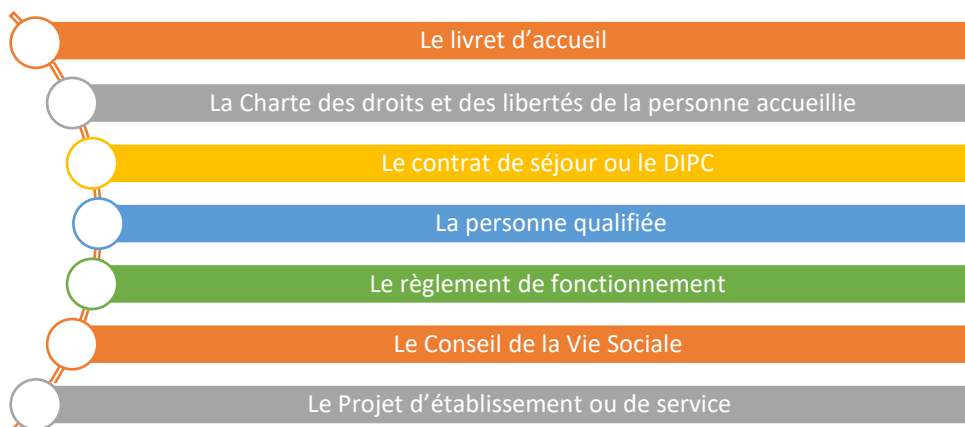 Le livret d’accueil
La Charte des droits et des libertés de la personne accueillie
Le contrat de séjour ou le DIPC
La personne qualifiée
Le règlement de fonctionnement
Le Conseil de la Vie Sociale
Le Projet d’établissement ou de service